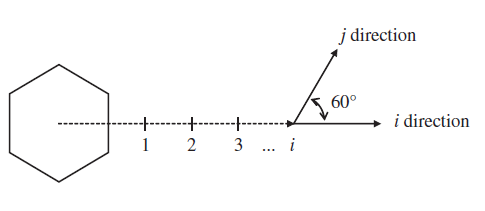 j direction
60°
i direction
1 2 3 ... i